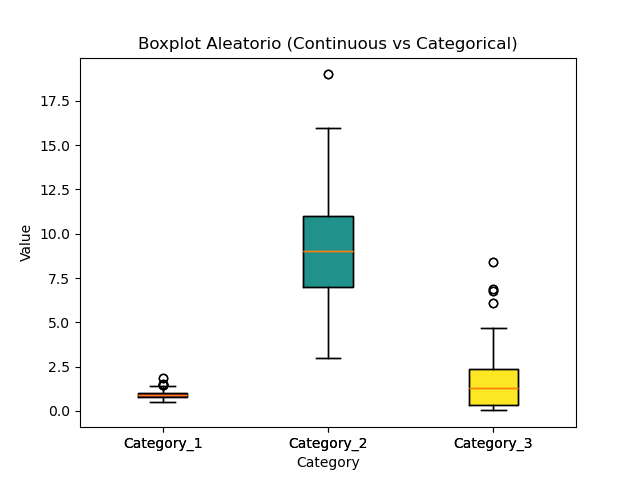 Boxplot Aleatorio (Continuous vs Categorical)
17.5
15.0
12.5
10.0
7.5
5.0
2.5
0.0
Value
Category_1 Category_2 Category_3
Category